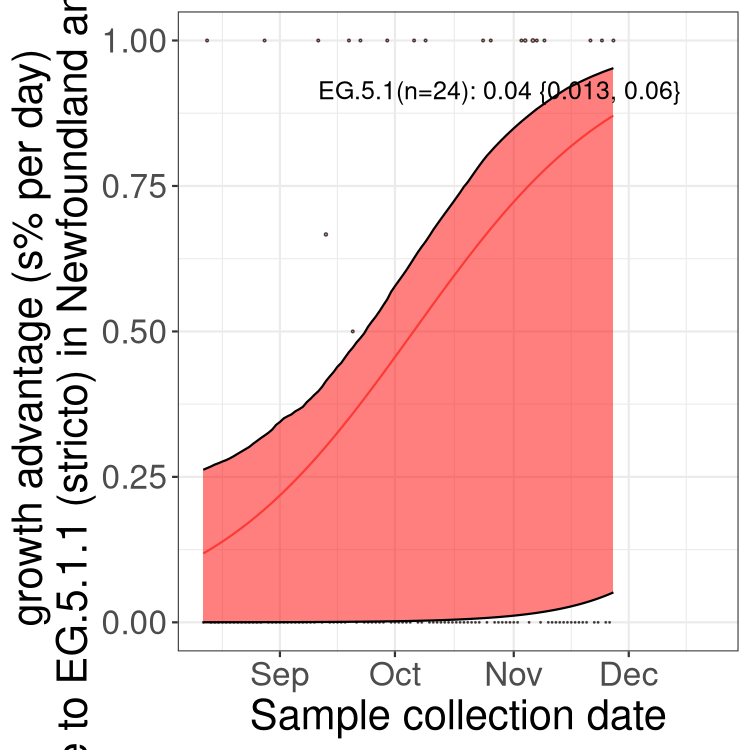 growth advantage (s% per day)
to EG.5.1.1 (stricto) in Newfoundland
1.00
0.75
0.50
0.25
0.00
EG.5.1(n=24): 0.04 {0.013, 0.06}
Sep Oct Nov Dec
Sample collection date